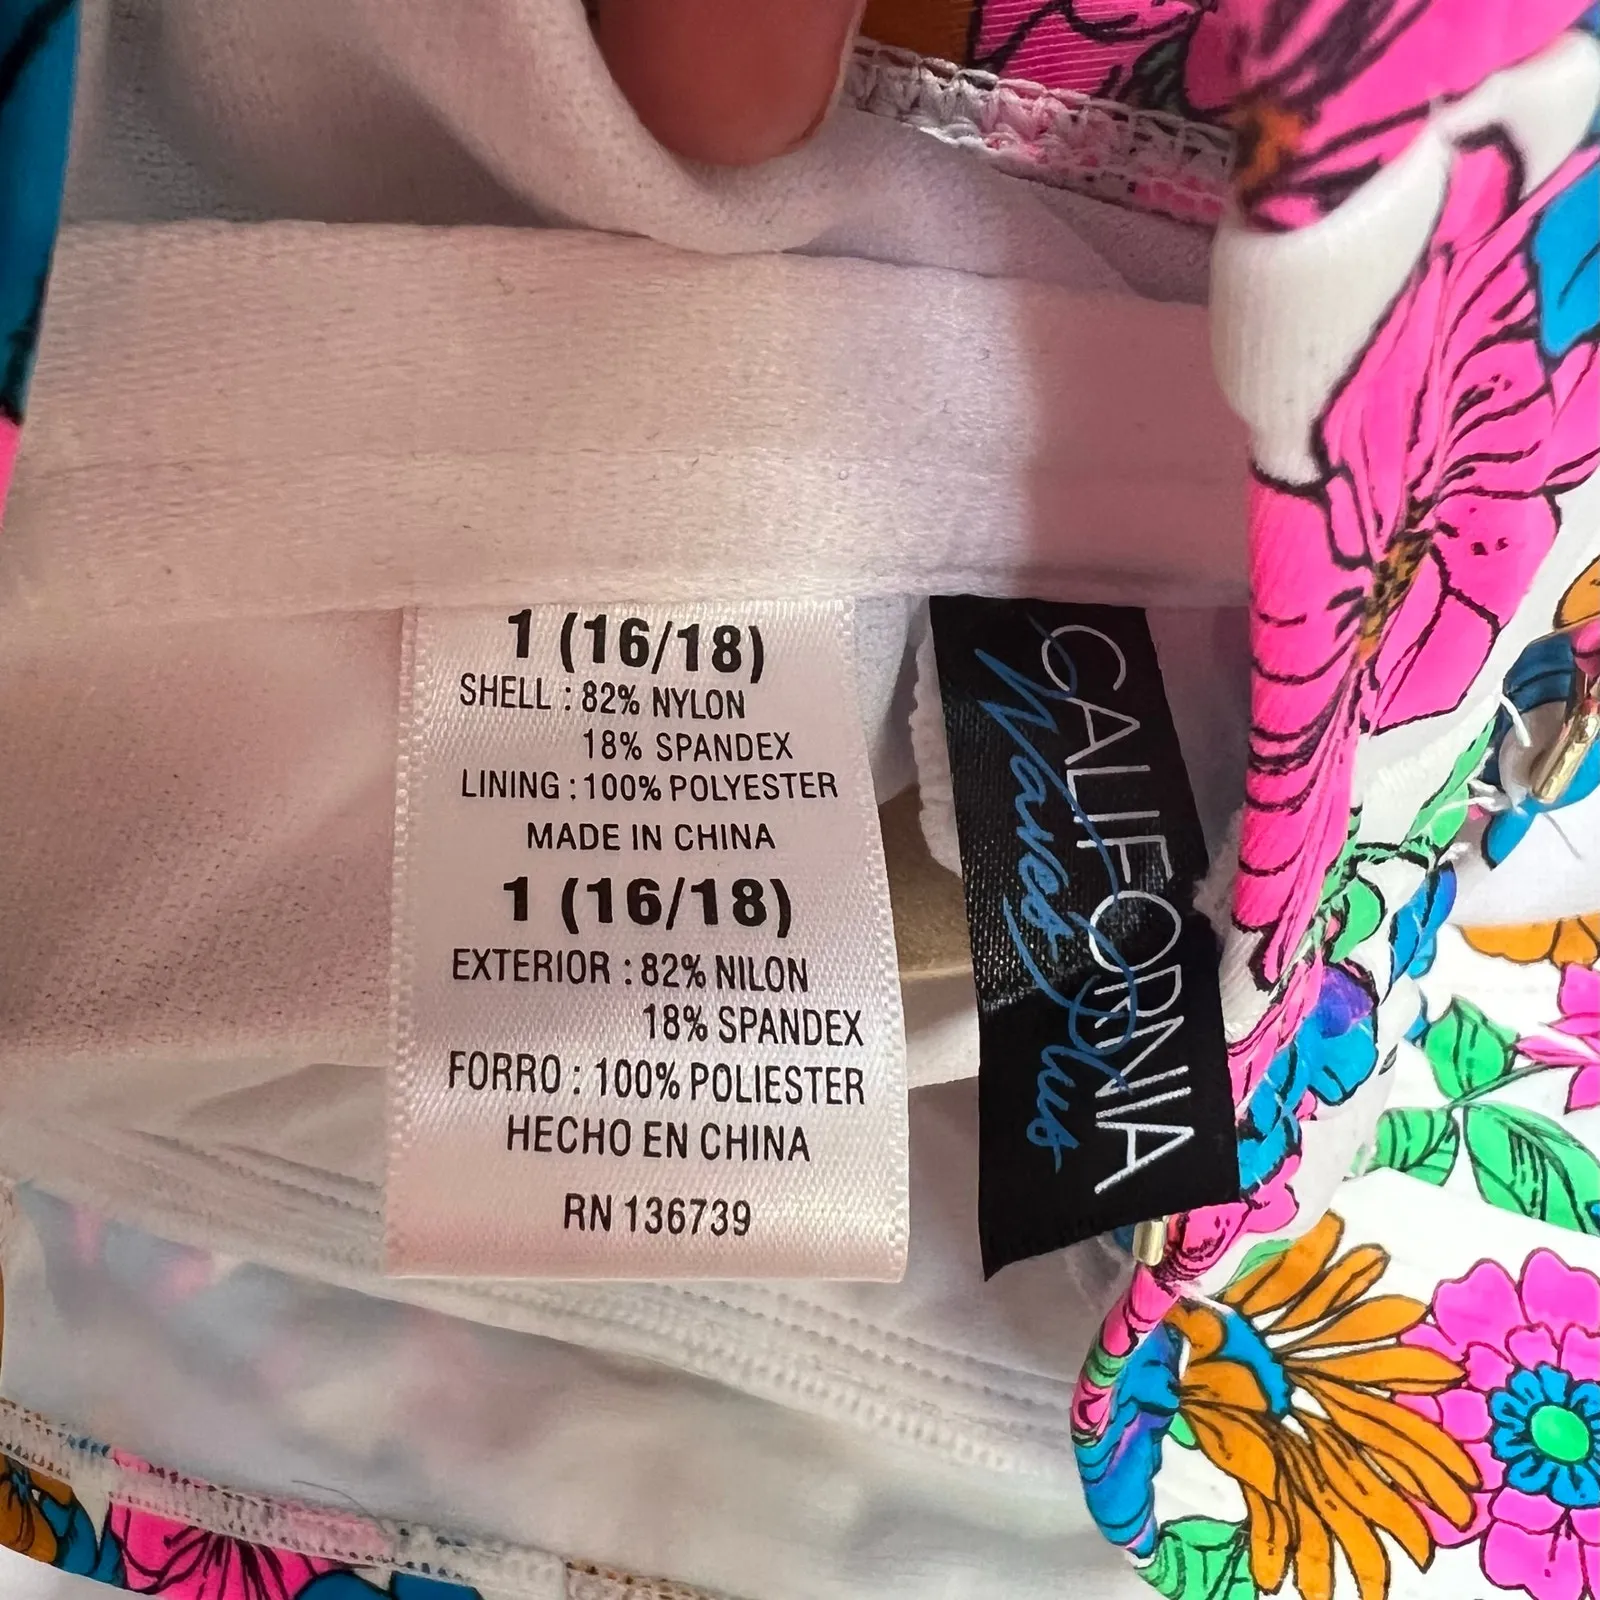 1 (16/18)
SHELL : 82% NYLON
18% SPANDEX
LINING : 100% POLYESTER
MADE IN CHINA
1 (16/18)
EXTERIOR : 82% NILON
18% SPANDEX
FORRO : 100% POLIESTER
HECHO EN CHINA
RN 136739
CALIFORNIA
Waves Plus